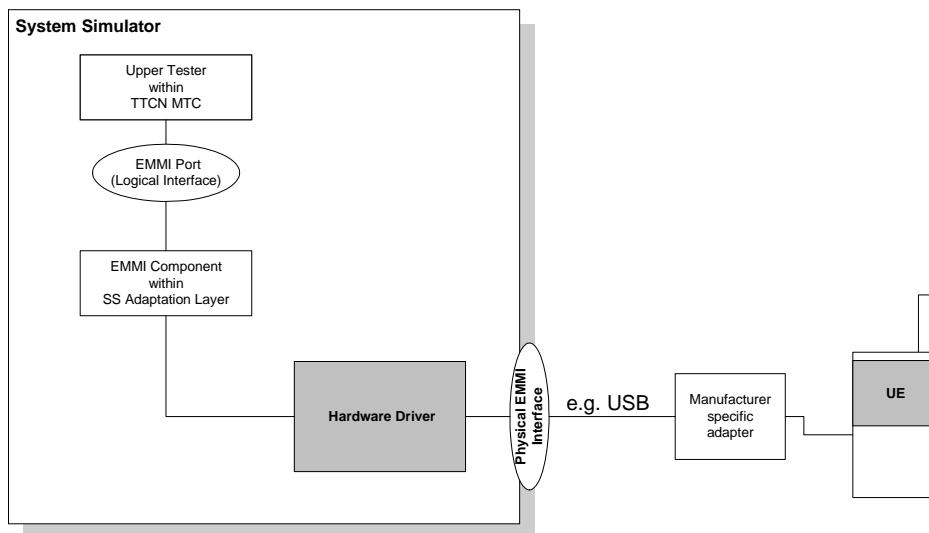 System Simulator
Upper Tester
within
TTCN MTC
EMMI Port
(Logical Interface)
EMMI Component
within
SS Adaptation Layer
Hardware Driver
Physical EMMI
Interface
e.g. USB
Manufacturer
specific
adapter
UE